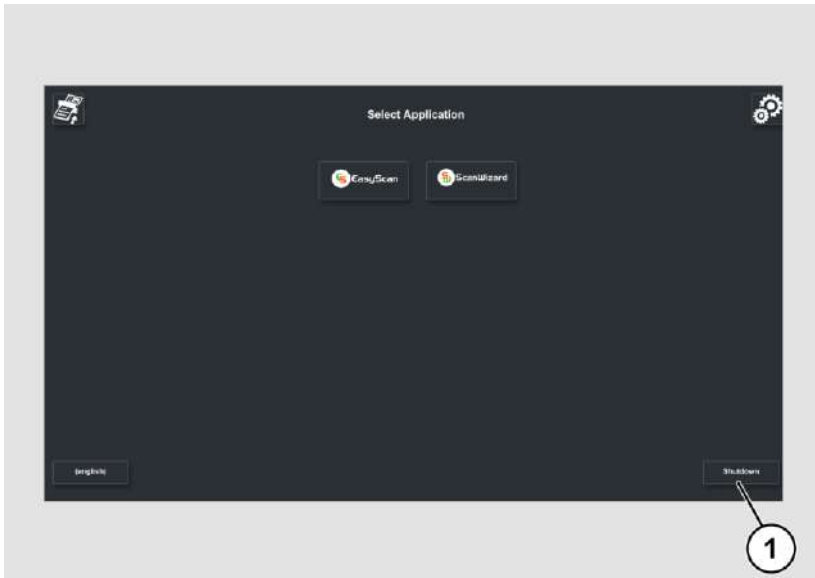 Select Application
EasyScan
ScanWizard
(english)
Shutdown
1